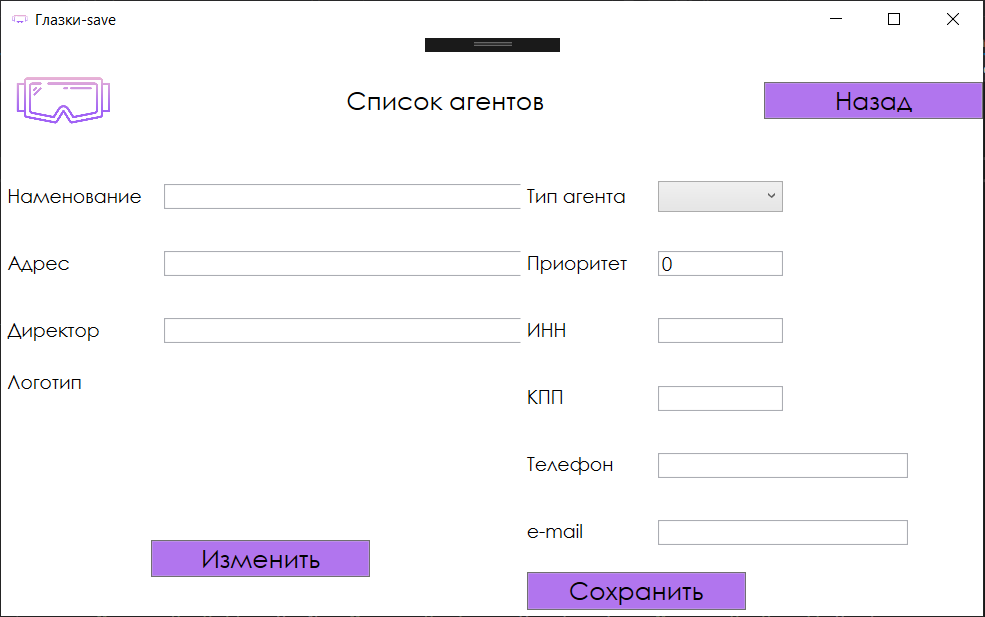 Глазки-save
Список агентов
Назад
Наменование
Тип агента
Адрес
Приоритет
0
Директор
ИНН
Логотип
КПП
Телефон
e-mail
Изменить
Сохранить